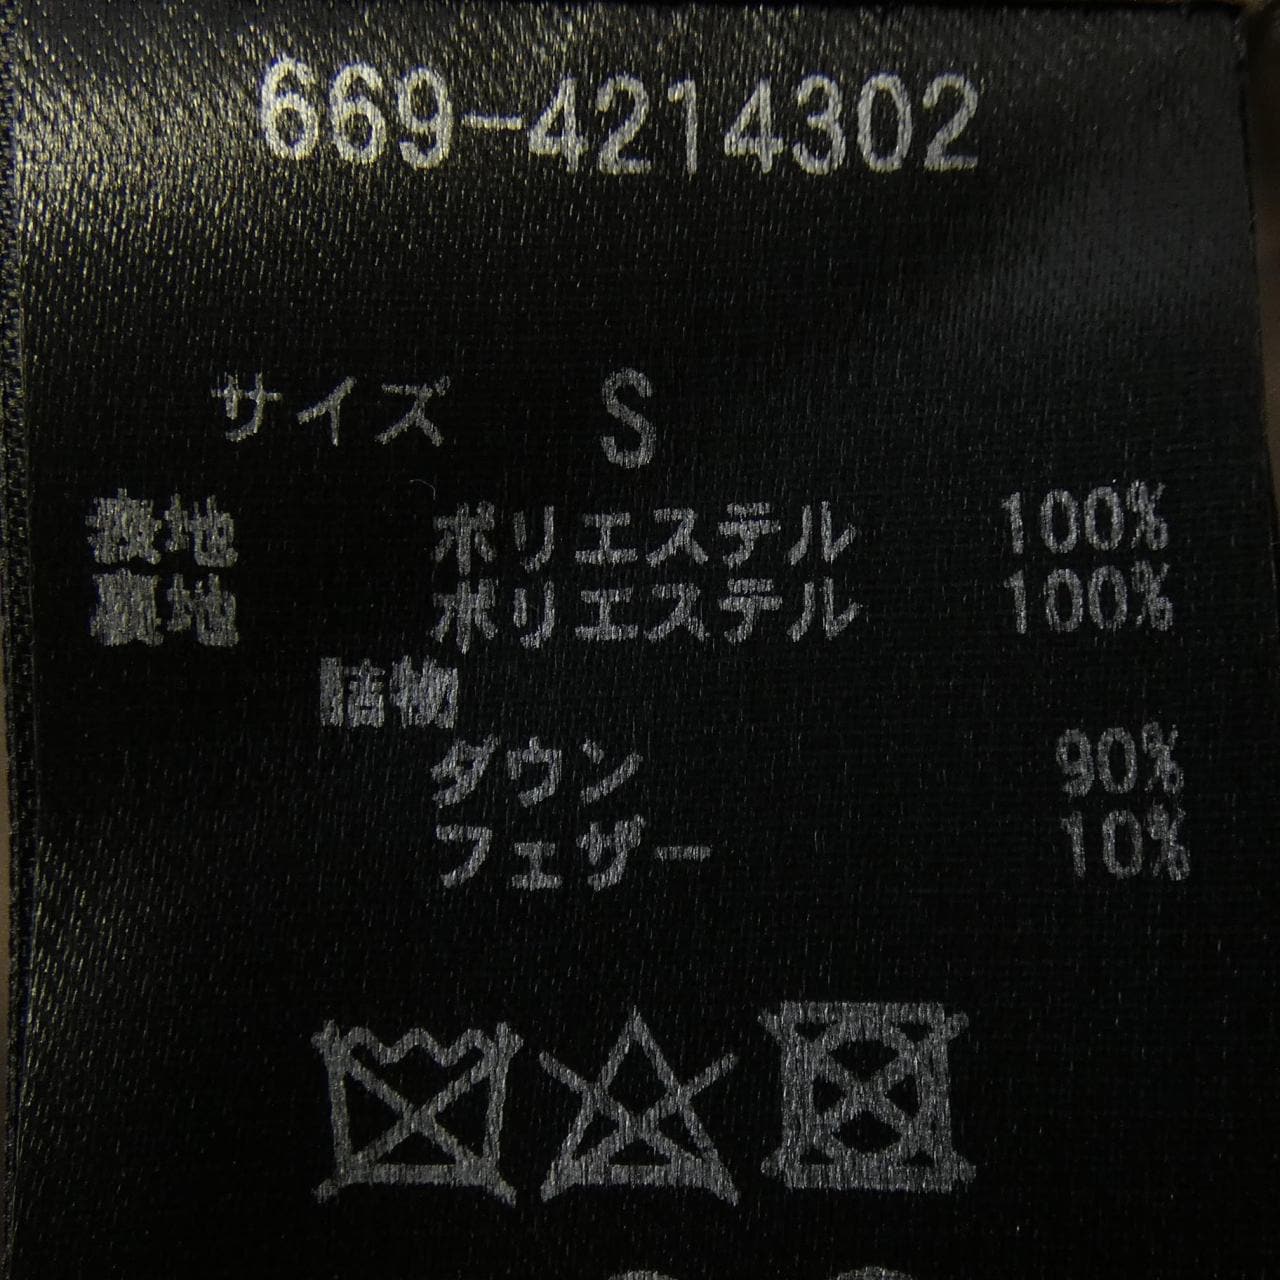 669-4214302
サイズ S
表地 ポリエステル 100%
裏地 ポリエステル 100%
詰物
ダウン 90%
フェザー 10%